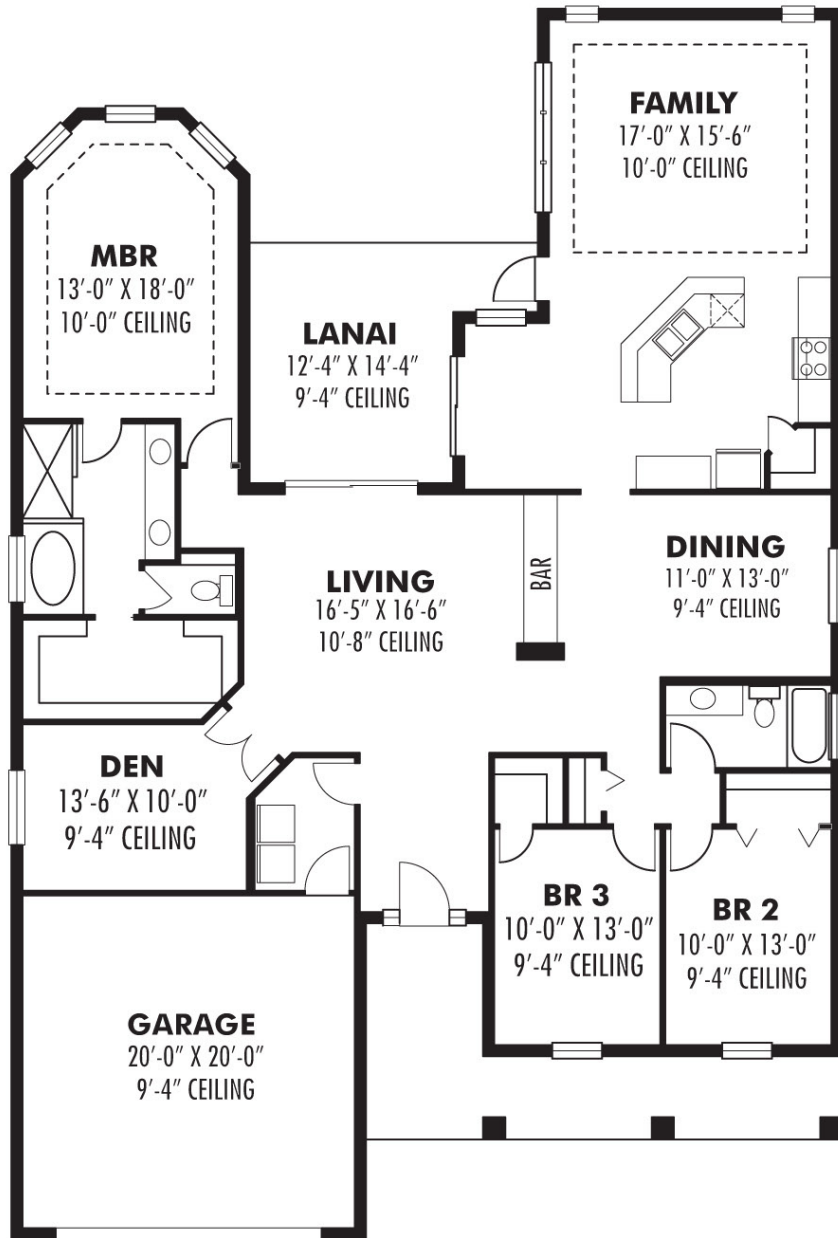 FAMILY
17’-0” X 15’-6”
10’-0” CEILING
MBR
13’-0” X 18’-0”
10’-0” CEILING
LANAI
12’-4” X 14’-4”
9’-4” CEILING
LIVING
16’-5” X 16’-6”
10’-8” CEILING
BAR
DINING
11’-0” X 13’-0”
9’-4” CEILING
DEN
13’-6” X 10’-0”
9’-4” CEILING
BR 3
10’-0” X 13’-0”
9’-4” CEILING
BR 2
10’-0” X 13’-0”
9’-4” CEILING
GARAGE
20’-0” X 20’-0”
9’-4” CEILING